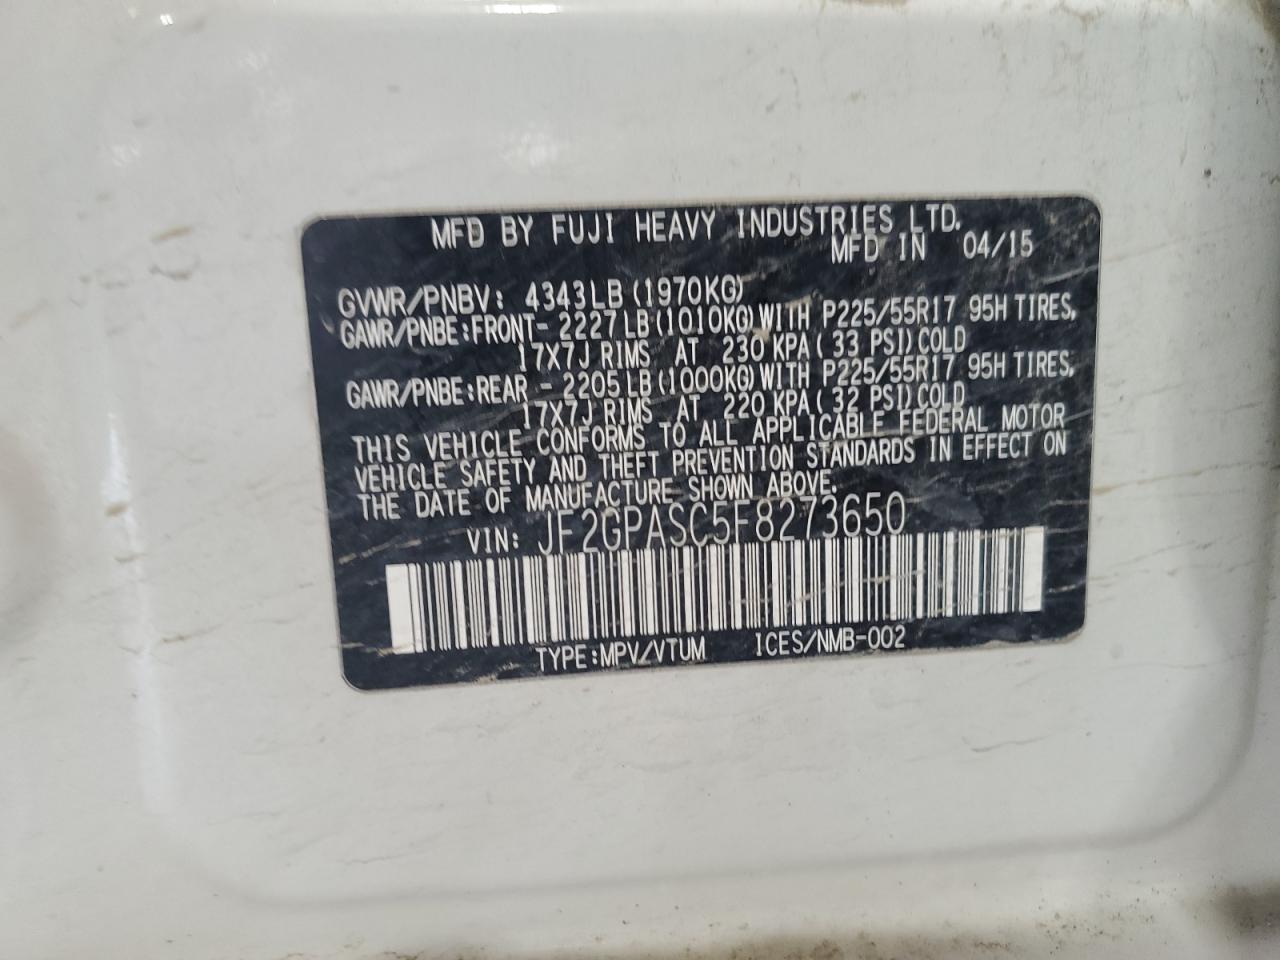 MFD BY FUJI HEAVY INDUSTRIES LTD.
MFD IN 04/15
GVWR/PNBV: 4343LB (1970KG)
GAWR/PNBE:FRONT- 2227LB (1010KG)WITH P225/55R17 95H TIRES,
17X7J RIMS AT 230 KPA( 33 PSI)COLD
GAWR/PNBE:REAR - 2205LB (1000KG)WITH P225/55R17 95H TIRES,
17X7J RIMS AT 220 KPA( 32 PSI)COLD
THIS VEHICLE CONFORMS TO ALL APPLICABLE FEDERAL MOTOR
VEHICLE SAFETY AND THEFT PREVENTION STANDARDS IN EFFECT ON
THE DATE OF MANUFACTURE SHOWN ABOVE.
VIN: JF2GPASC5F8273650
TYPE:MPV/VTUM ICES/NMB-002